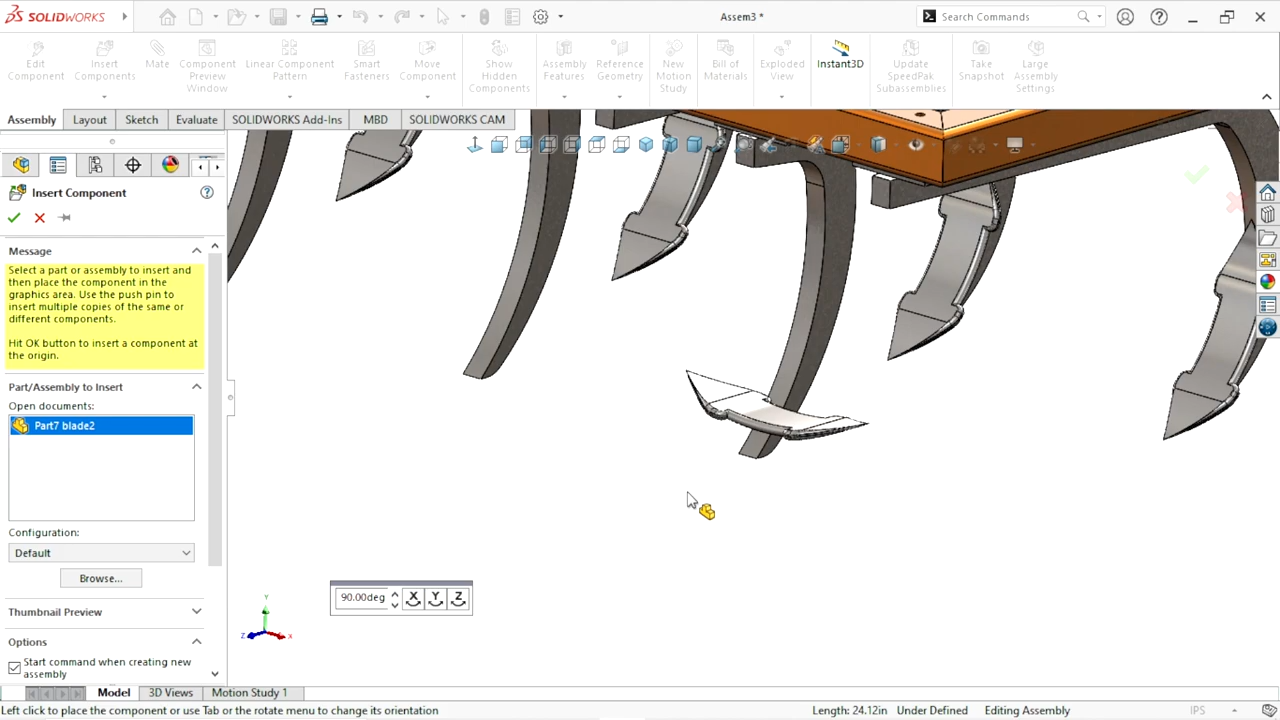 SOLIDWORKS
Assem3 *
Search Commands
Edit
Component
Insert
Components
Mate
Component
Preview
Window
Linear Component
Pattern
Smart
Fasteners
Move
Component
Show
Hidden
Components
Assembly
Features
Reference
Geometry
New
Motion
Study
Bill of
Materials
Exploded
View
Instant3D
Update
SpeedPak
Subassemblies
Take
Snapshot
Large
Assembly
Settings
Assembly
Layout
Sketch
Evaluate
SOLIDWORKS Add-Ins
MBD
SOLIDWORKS CAM
Insert Component
Message
Select a part or assembly to insert and
then place the component in the
graphics area. Use the push pin to
insert multiple copies of the same or
different components.
Hit OK button to insert a component at
the origin.
Part/Assembly to Insert
Open documents:
Part7 blade2
Configuration:
Default
Browse...
Thumbnail Preview
Options
Start command when creating new
assembly
90.00deg
X
Y
Z
Y
Z
X
Model
3D Views
Motion Study 1
Left click to place the component or use Tab or the rotate menu to change its orientation
Length: 24.12in
Under Defined
Editing Assembly
IPS